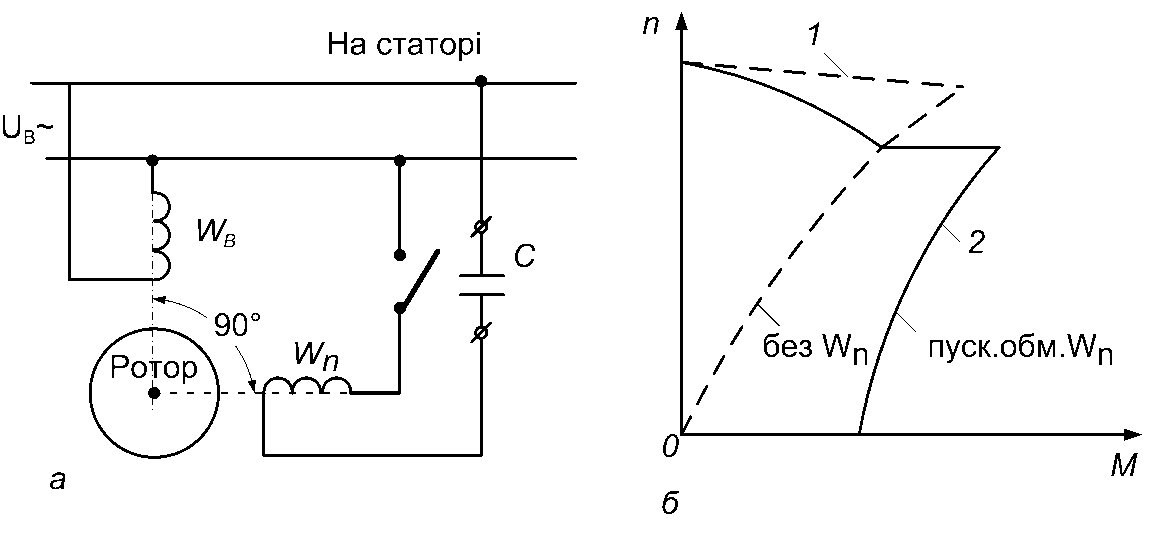 На статорі
U_B~
W_B
C
90°
W_n
Ротор
а
n
1
2
без W_n
пуск.обм.W_n
0
M
б